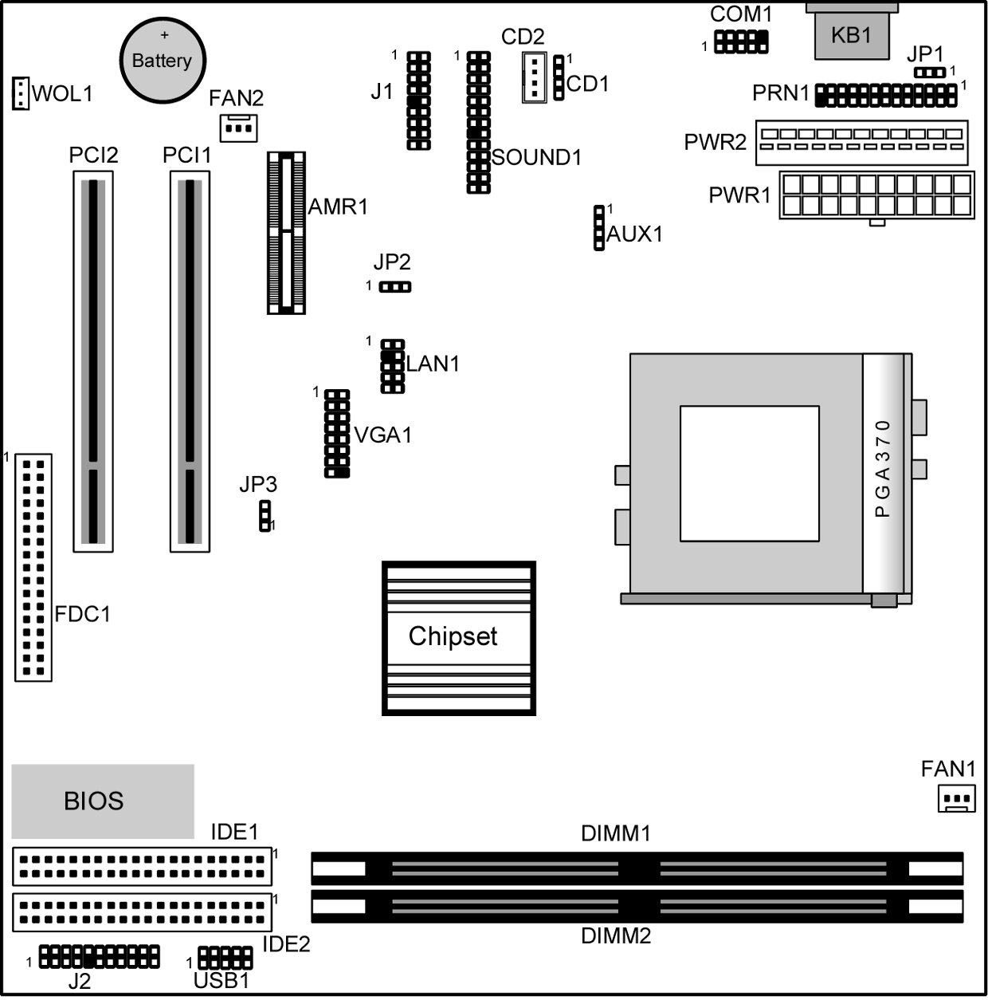 COM1
1
KB1
+
Battery
CD2
1
1
1
JP1
1
WOL1
J1
CD1
PRN1
1
FAN2
PWR2
PCI2
PCI1
SOUND1
AMR1
PWR1
1
AUX1
JP2
1
1
LAN1
1
VGA1
PGA370
1
JP3
1
FDC1
Chipset
FAN1
BIOS
IDE1
DIMM1
1
1
DIMM2
IDE2
1
J2
1
USB1